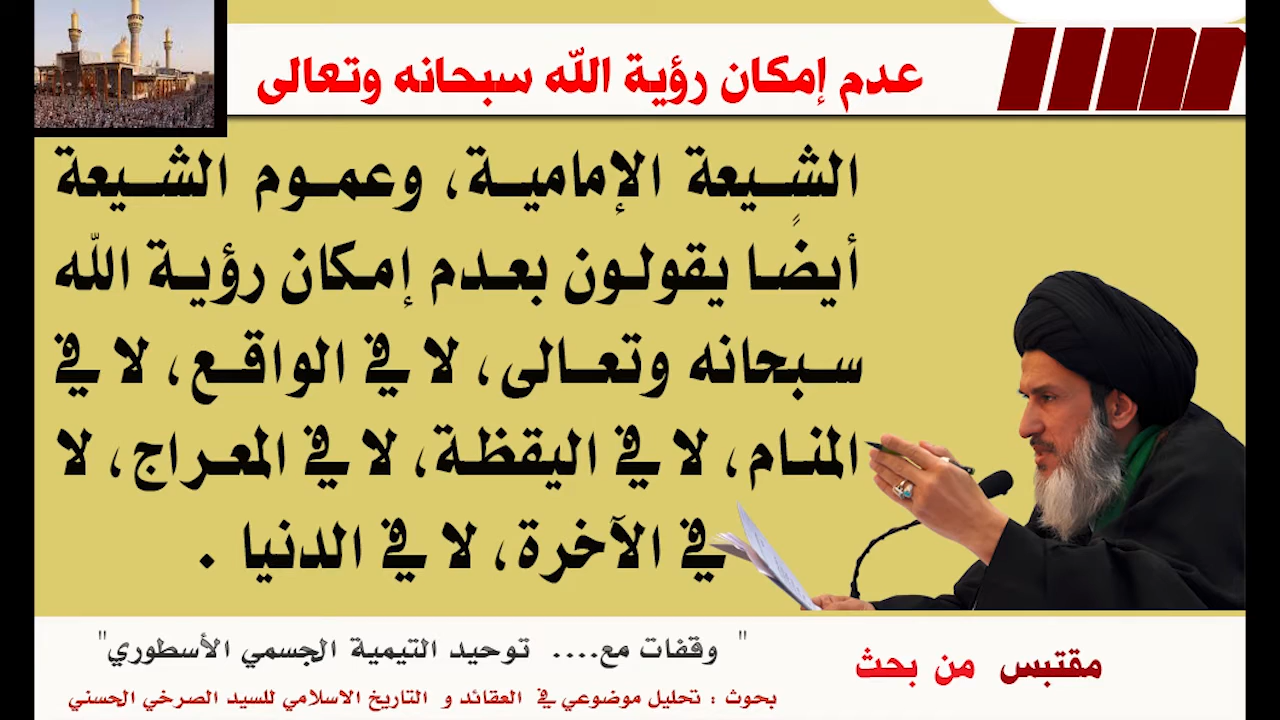 عدم إمكان رؤية الله سبحانه وتعالى
الشيعة الإمامية، وعموم الشيعة
أيضًا يقولون بعدم إمكان رؤية الله
سبحانه وتعالى، لا في الواقع، لا في
المنام، لا في اليقظة، لا في المعراج، لا
في الآخرة، لا في الدنيا .
" وقفات مع.... توحيد التيمية الجسمي الأسطوري"
مقتبس من بحث
بحوث : تحليل موضوعي في العقائد و التاريخ الاسلامي للسيد الصرخي الحسني